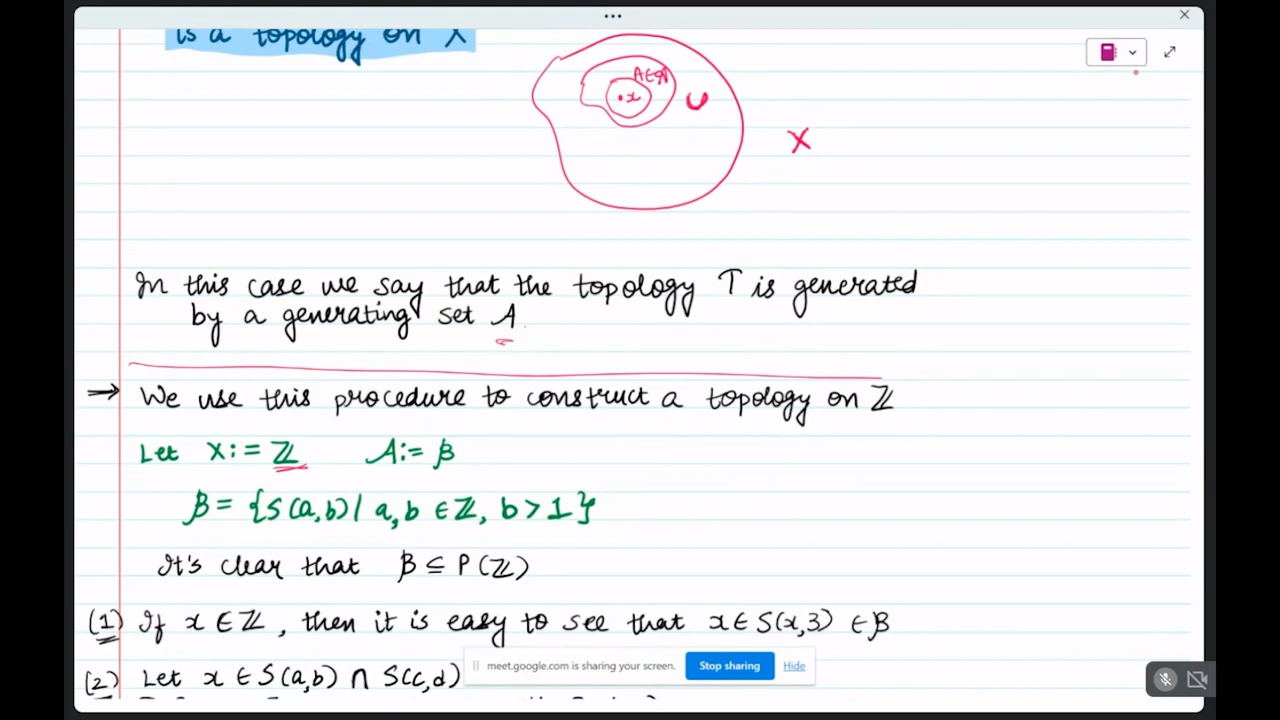 is a topology on X
A∈A
x
U
X
In this case we say that the topology T is generated
by a generating set A
⇒ We use this procedure to construct a topology on ℤ
Let X := ℤ A := β
β = {S(a,b) | a,b ∈ ℤ, b > 1}
It's clear that β ⊆ P(ℤ)
(1) If x ∈ ℤ, then it is easy to see that x ∈ S(x,3) ∈ β
(2) Let x ∈ S(a,b) ∩ S(c,d)
meet.google.com is sharing your screen. Stop sharing Hide